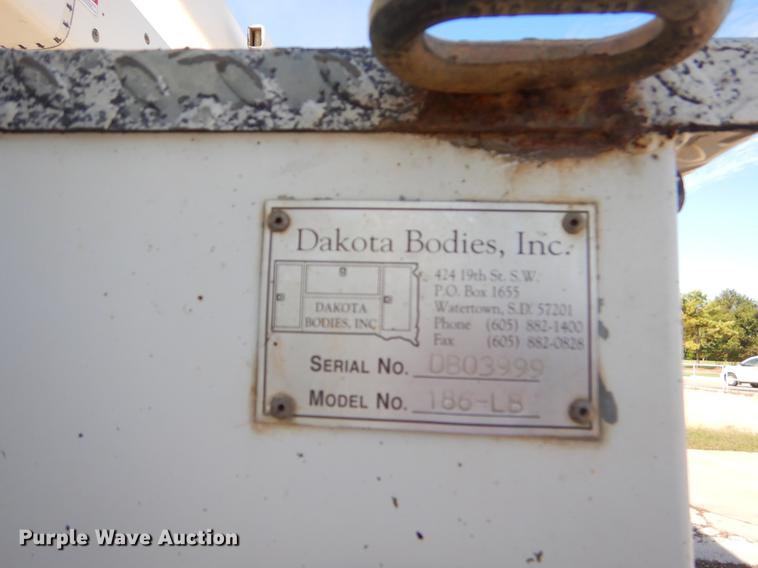 Dakota Bodies, Inc.
424 19th St. S.W.
P.O. Box 1655
Watertown, S.D. 57201
Phone (605) 882-1400
Fax (605) 882-0828
DAKOTA
BODIES, INC
SERIAL NO. DB03999
MODEL NO. 186-LB
Purple Wave Auction